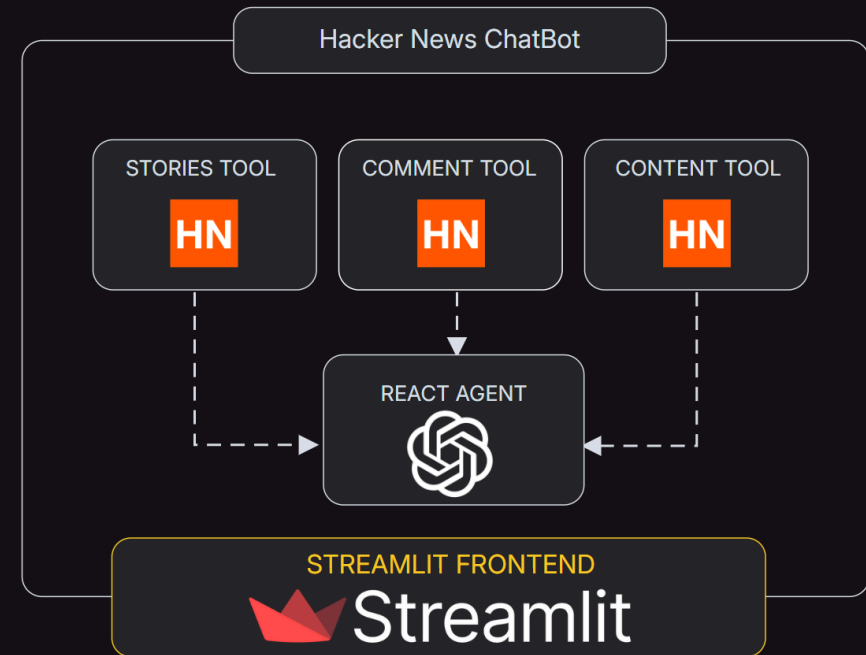 Hacker News ChatBot
STORIES TOOL
HN
COMMENT TOOL
HN
CONTENT TOOL
HN
REACT AGENT
STREAMLIT FRONTEND
Streamlit